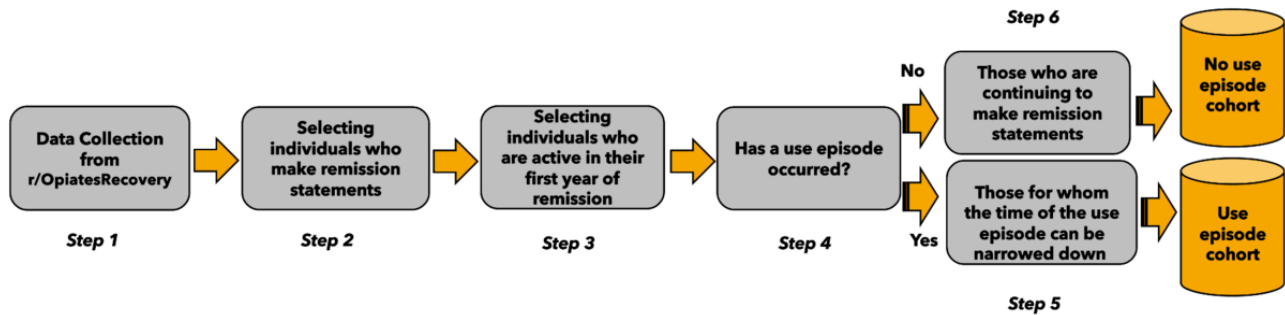 Data Collection
from
r/OpiatesRecovery
Step 1
Selecting
individuals who
make remission
statements
Step 2
Selecting
individuals who
are active in their
first year of
remission
Step 3
Has a use episode
occurred?
Step 4
No
Yes
Step 6
Those who are
continuing to
make remission
statements
No use
episode
cohort
Those for whom
the time of the use
episode can be
narrowed down
Step 5
Use
episode
cohort